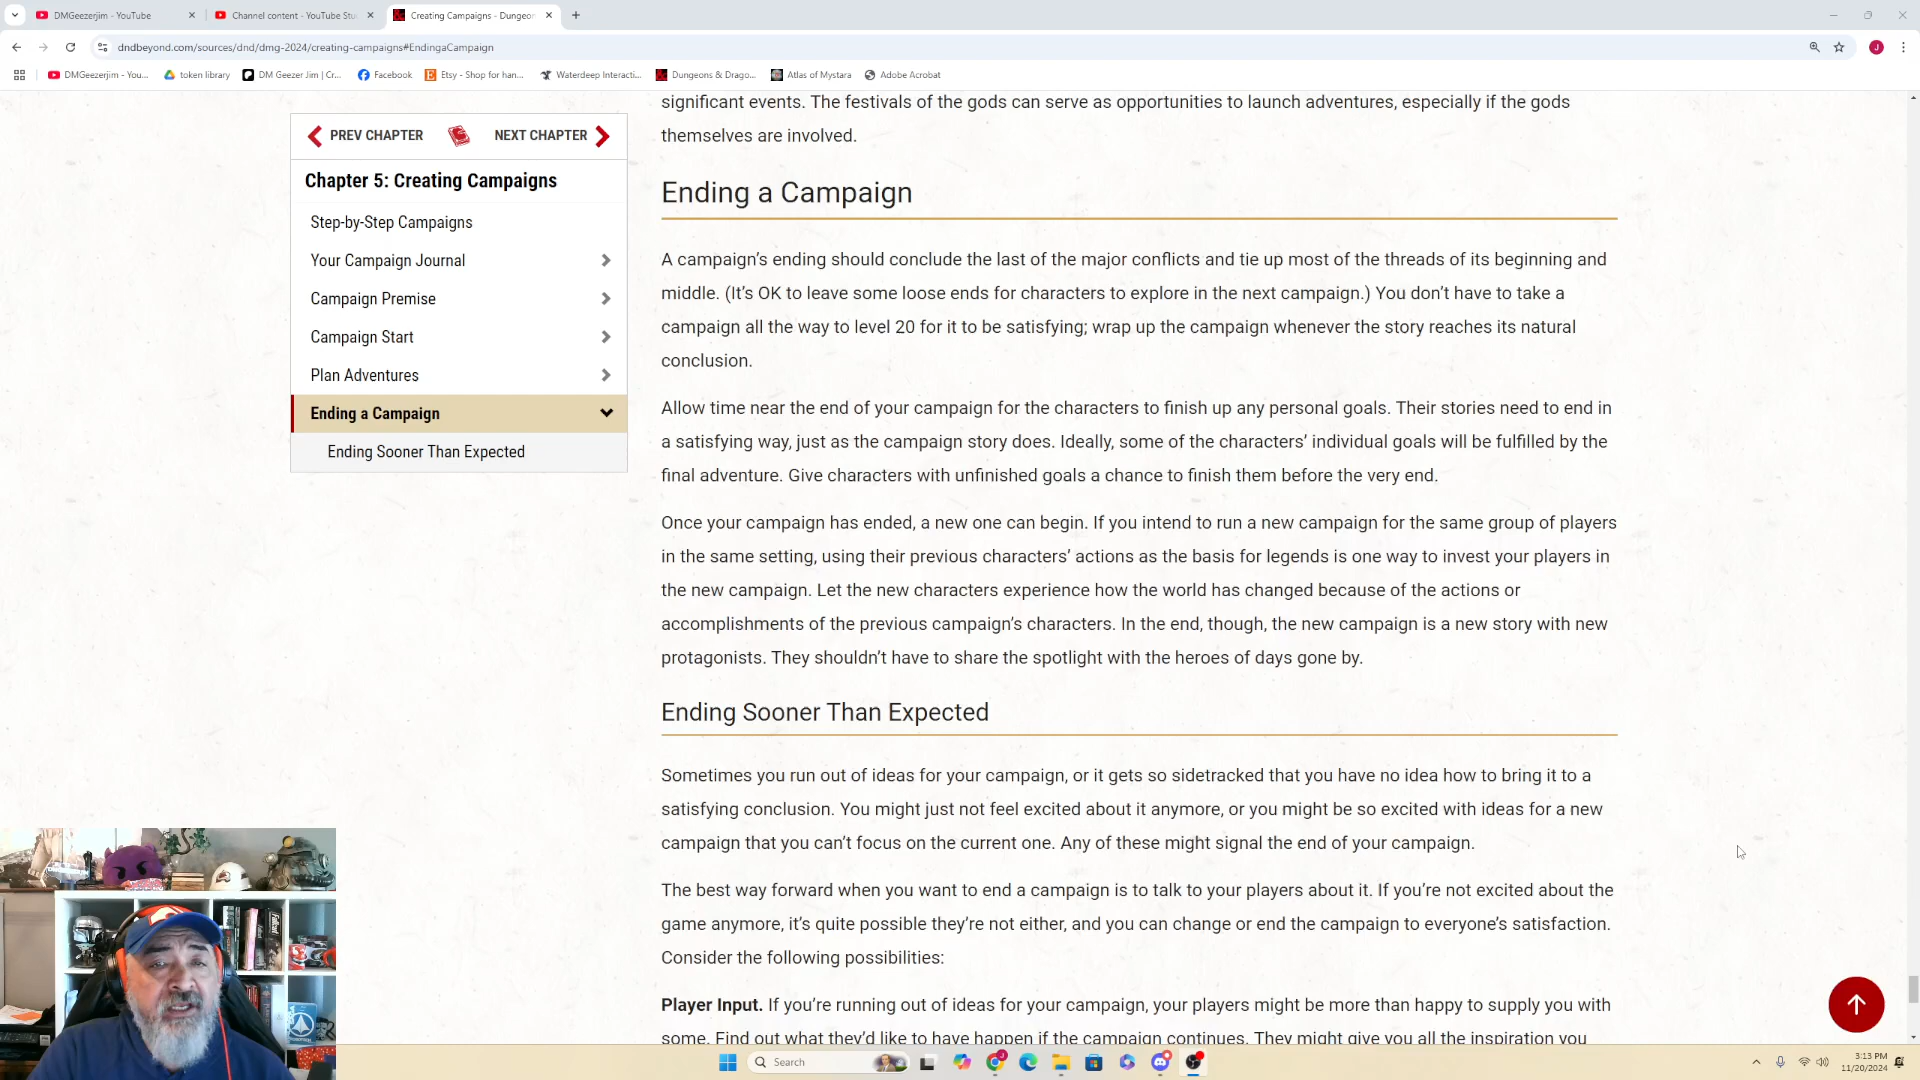 DMGeezerjim - YouTube
Channel content - YouTube Stu
Creating Campaigns - Dungeon
dndbeyond.com/sources/dnd/dmg-2024/creating-campaigns#EndingaCampaign
J
DMGeezerjim - You...
token library
DM Geezer Jim | Cr...
Facebook
Etsy - Shop for han...
Waterdeep Interacti...
Dungeons & Drago...
Atlas of Mystara
Adobe Acrobat
PREV CHAPTER
NEXT CHAPTER
Chapter 5: Creating Campaigns
Step-by-Step Campaigns
Your Campaign Journal
Campaign Premise
Campaign Start
Plan Adventures
Ending a Campaign
Ending Sooner Than Expected
significant events. The festivals of the gods can serve as opportunities to launch adventures, especially if the gods
themselves are involved.
Ending a Campaign
A campaign’s ending should conclude the last of the major conflicts and tie up most of the threads of its beginning and
middle. (It’s OK to leave some loose ends for characters to explore in the next campaign.) You don’t have to take a
campaign all the way to level 20 for it to be satisfying; wrap up the campaign whenever the story reaches its natural
conclusion.
Allow time near the end of your campaign for the characters to finish up any personal goals. Their stories need to end in
a satisfying way, just as the campaign story does. Ideally, some of the characters’ individual goals will be fulfilled by the
final adventure. Give characters with unfinished goals a chance to finish them before the very end.
Once your campaign has ended, a new one can begin. If you intend to run a new campaign for the same group of players
in the same setting, using their previous characters’ actions as the basis for legends is one way to invest your players in
the new campaign. Let the new characters experience how the world has changed because of the actions or
accomplishments of the previous campaign’s characters. In the end, though, the new campaign is a new story with new
protagonists. They shouldn’t have to share the spotlight with the heroes of days gone by.
Ending Sooner Than Expected
Sometimes you run out of ideas for your campaign, or it gets so sidetracked that you have no idea how to bring it to a
satisfying conclusion. You might just not feel excited about it anymore, or you might be so excited with ideas for a new
campaign that you can’t focus on the current one. Any of these might signal the end of your campaign.
The best way forward when you want to end a campaign is to talk to your players about it. If you’re not excited about the
game anymore, it’s quite possible they’re not either, and you can change or end the campaign to everyone’s satisfaction.
Consider the following possibilities:
Player Input. If you’re running out of ideas for your campaign, your players might be more than happy to supply you with
some. Find out what they’d like to have happen if the campaign continues. They might give you all the inspiration you
Search
3:13 PM
11/20/2024